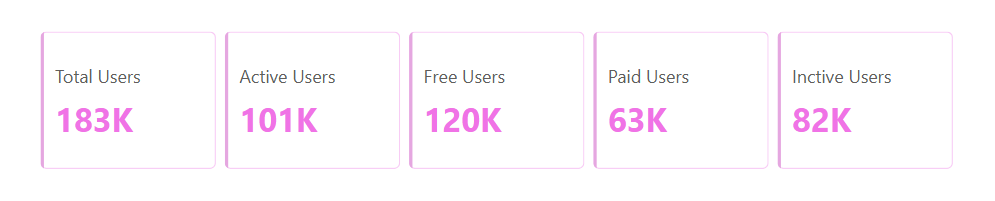 Total Users
183K
Active Users
101K
Free Users
120K
Paid Users
63K
Inctive Users
82K